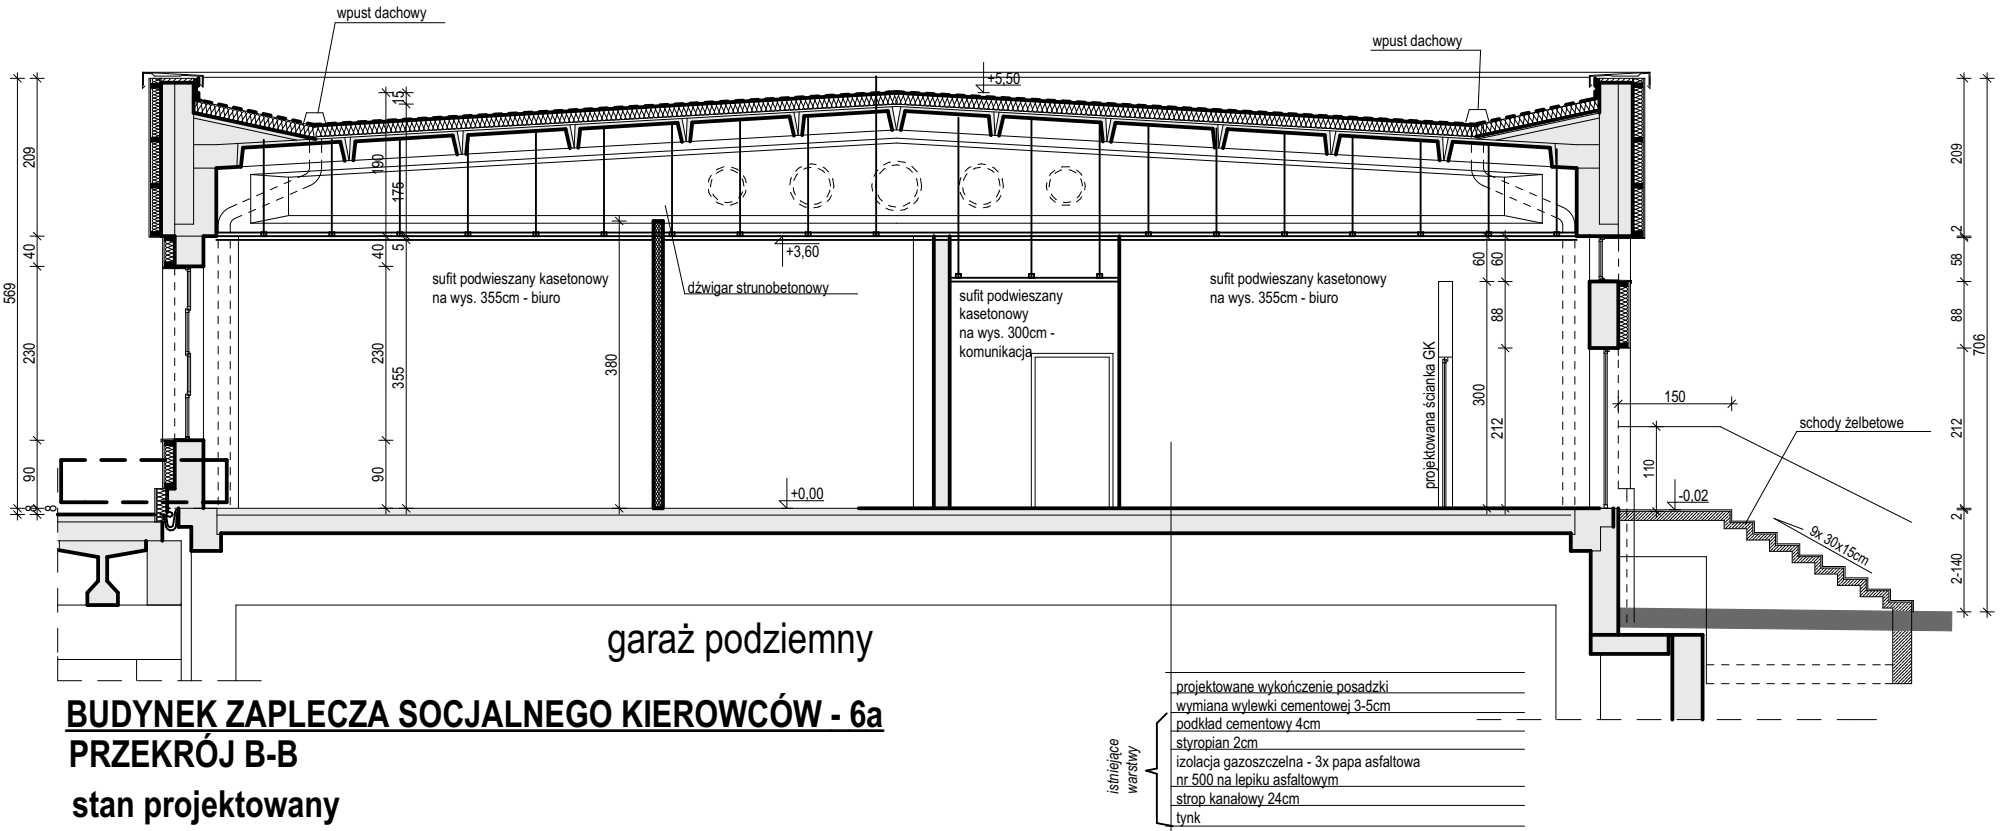 wpust dachowy
wpust dachowy
+5,50
15
190
175
209
209
40
40
5
+3,60
2
58
60
60
sufit podwieszany kasetonowy
na wys. 355cm - biuro
dźwigar strunobetonowy
sufit podwieszany
kasetonowy
na wys. 300cm -
komunikacja
sufit podwieszany kasetonowy
na wys. 355cm - biuro
569
230
230
355
380
88
88
706
projektowana ścianka GK
300
212
212
150
schody żelbetowe
110
90
90
8
8
+0,00
-0,02
2
9x 30x15cm
2-140
garaż podziemny
BUDYNEK ZAPLECZA SOCJALNEGO KIEROWCÓW - 6a
PRZEKRÓJ B-B
stan projektowany
projektowane wykończenie posadzki
wymiana wylewki cementowej 3-5cm
podkład cementowy 4cm
styropian 2cm
izolacja gazoszczelna - 3x papa asfaltowa
nr 500 na lepiku asfaltowym
strop kanałowy 24cm
tynk
istniejące
warstwy